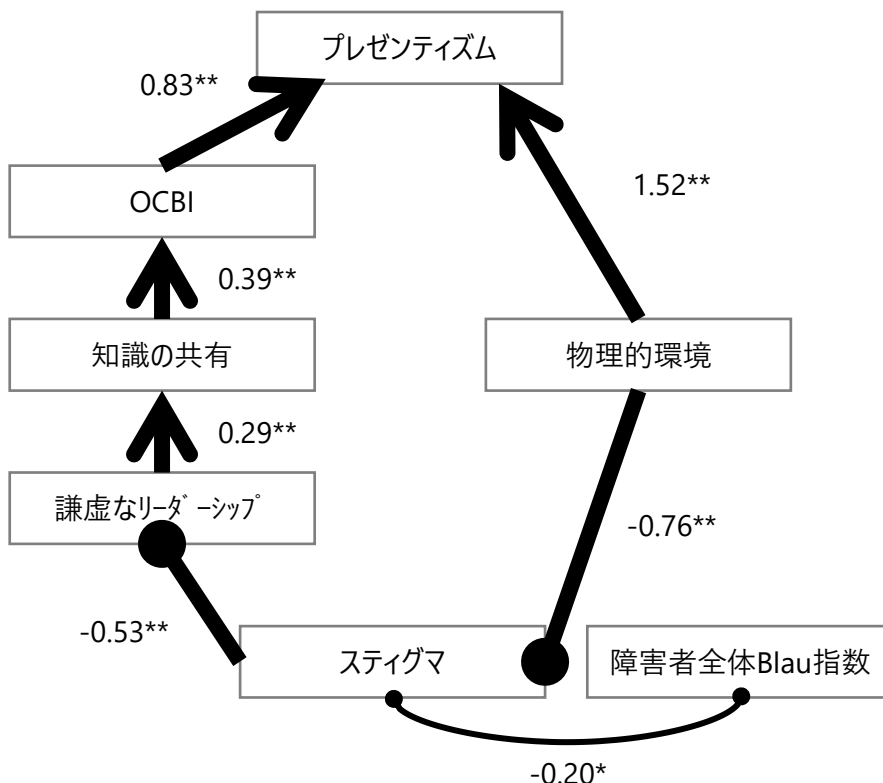 プレゼンティズム
0.83**
1.52**
OCBI
0.39**
知識の共有
物理的環境
0.29**
謙虚なﾘｰﾀﾞｰｼｯﾌﾟ
-0.76**
-0.53**
スティグマ
障害者全体Blau指数
-0.20*